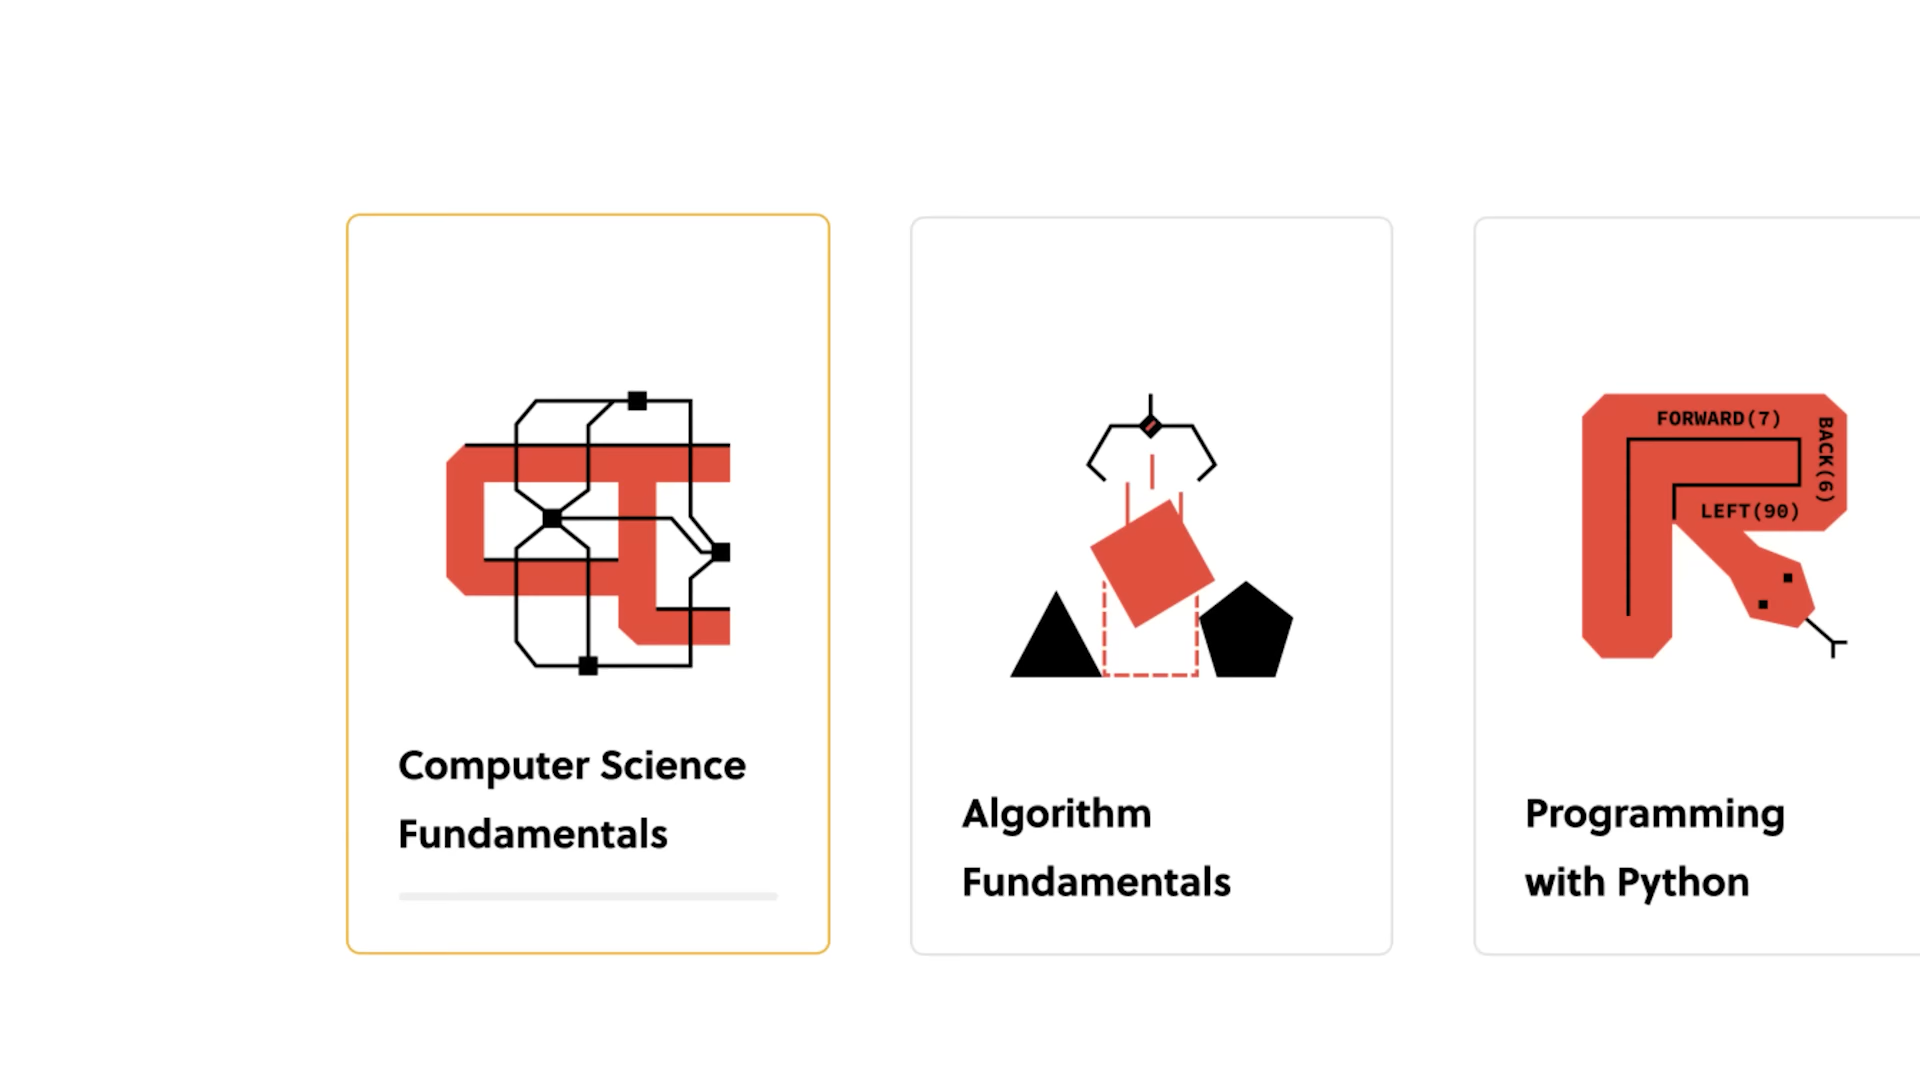 Computer Science
Fundamentals
Algorithm
Fundamentals
FORWARD(7)
BACK(6)
LEFT(90)
Programming
with Python